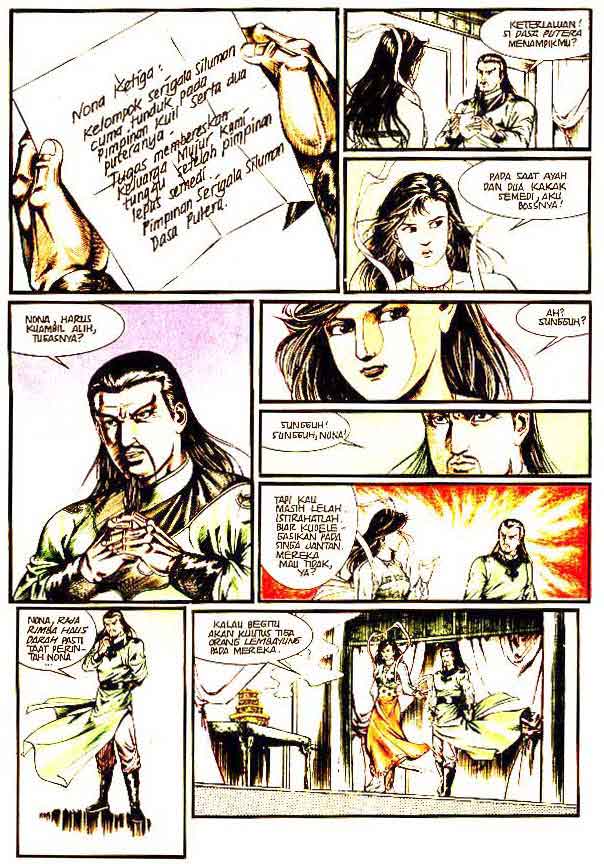 Nona Ketiga:
Kelompok Serigala Siluman
cuma tunduk pada
Pimpinan Kuil serta dua
puteranya.
Tugas membereskan
Keluarga Mujur Kami
tunggu setelah pimpinan
lepus semedi.
Pimpinan Serigala Siluman
Dasa Putera.
KETERLALUAN!
SI DASA PUTERA
MENAMPIKMU?
PADA SAAT AYAH
DAN DUA KAKAK
SEMEDI, AKU
BOSSNYA!
NONA, HARUS
KUAMBIL ALIH,
TUGASNYA?
AH?
SUNGGUH?
SUNGGUH!
SUNGGUH, NONA!
TAPI KAU
MASIH LELAH.
ISTIRAHATLAH.
BIAR KUDELE-
GASIKAN PADA
SINGA JANTAN.
MEREKA
MAU TIDAK,
YA?
NONA, RAJA
RIMBA HAUS
DARAH PASTI
TAAT PERIN-
TAH NONA
...
KALAU BEGITU
AKAN KUUTUS TIGA
ORANG LEMBAYUNG
PADA MEREKA.